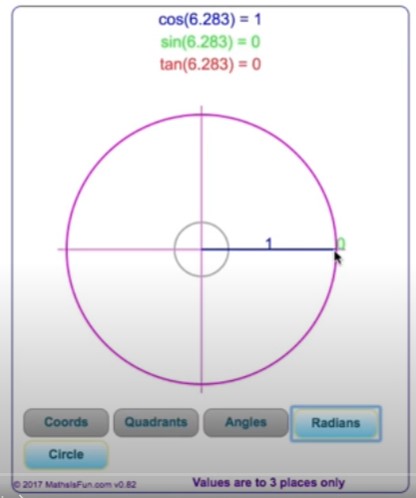 cos(6.283) = 1
sin(6.283) = 0
tan(6.283) = 0
1 0
Coords Quadrants Angles Radians
Circle
© 2017 MathsIsFun.com v0.82 Values are to 3 places only